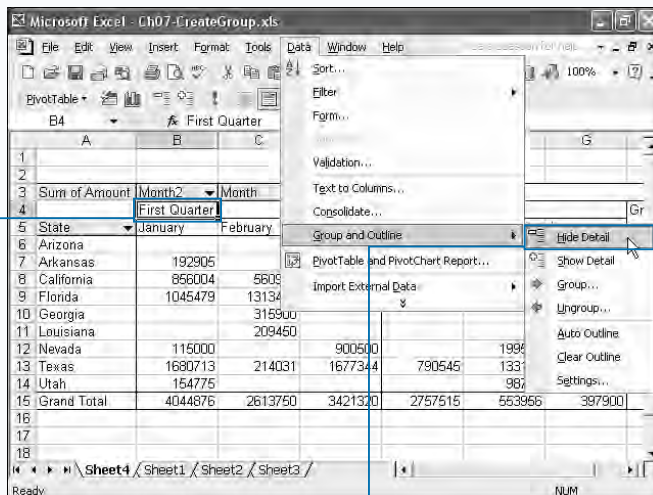 Microsoft Excel - Ch07-CreateGroup.xls
File Edit View Insert Format Tools Data Window Help
100%
PivotTable
B4 fx First Quarter
A B C G
1
2
3 Sum of Amount Month2 Month
4 First Quarter Gr
5 State January February
6 Arizona
7 Arkansas 192905
8 California 856004
9 Florida 1045479
10 Georgia 315900
11 Louisiana 209450
12 Nevada 115000 900500
13 Texas 1680713 214031 1677344 790545
14 Utah 154775
15 Grand Total 4044876 2613750 3421320 2757515 553956 397900
16
17
18
Sort...
Filter
Form...
Validation...
Text to Columns...
Consolidate...
Group and Outline
PivotTable and PivotChart Report...
Import External Data
Hide Detail
Show Detail
Group...
Ungroup...
Auto Outline
Clear Outline
Settings...
Sheet4 Sheet1 Sheet2 Sheet3
Ready NUM